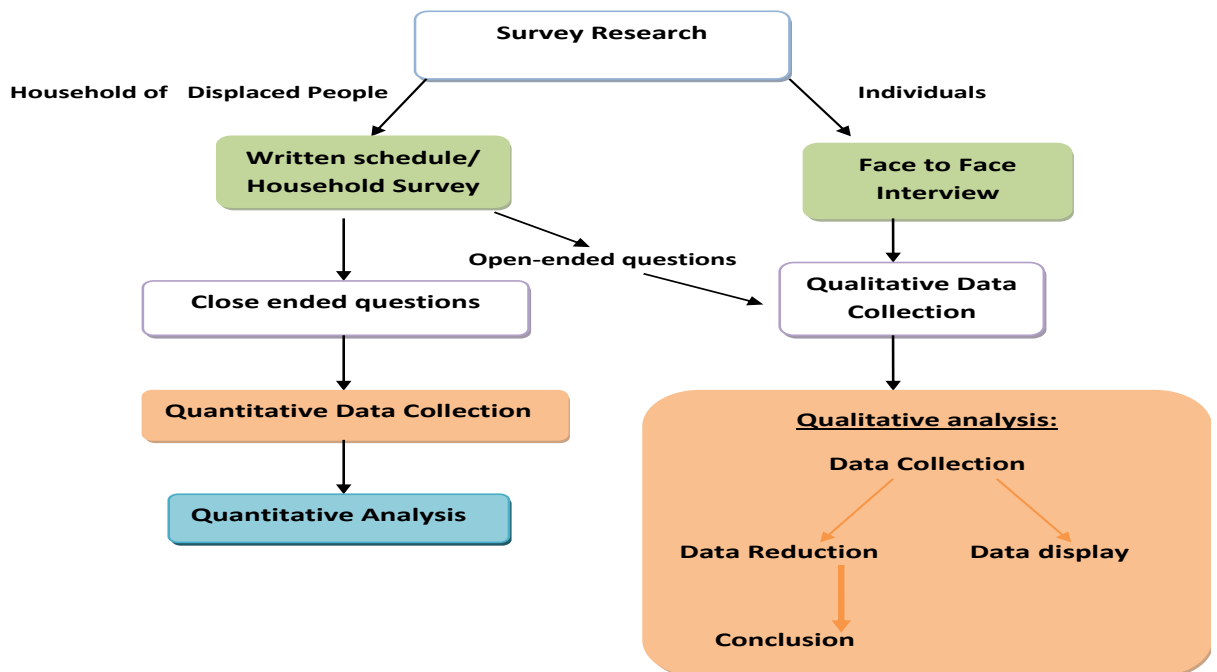 Survey Research
Household of Displaced People
Individuals
Written schedule/
Household Survey
Face to Face
Interview
Open-ended questions
Close ended questions
Qualitative Data
Collection
Quantitative Data Collection
Qualitative analysis:
Data Collection
Quantitative Analysis
Data Reduction
Data display
Conclusion